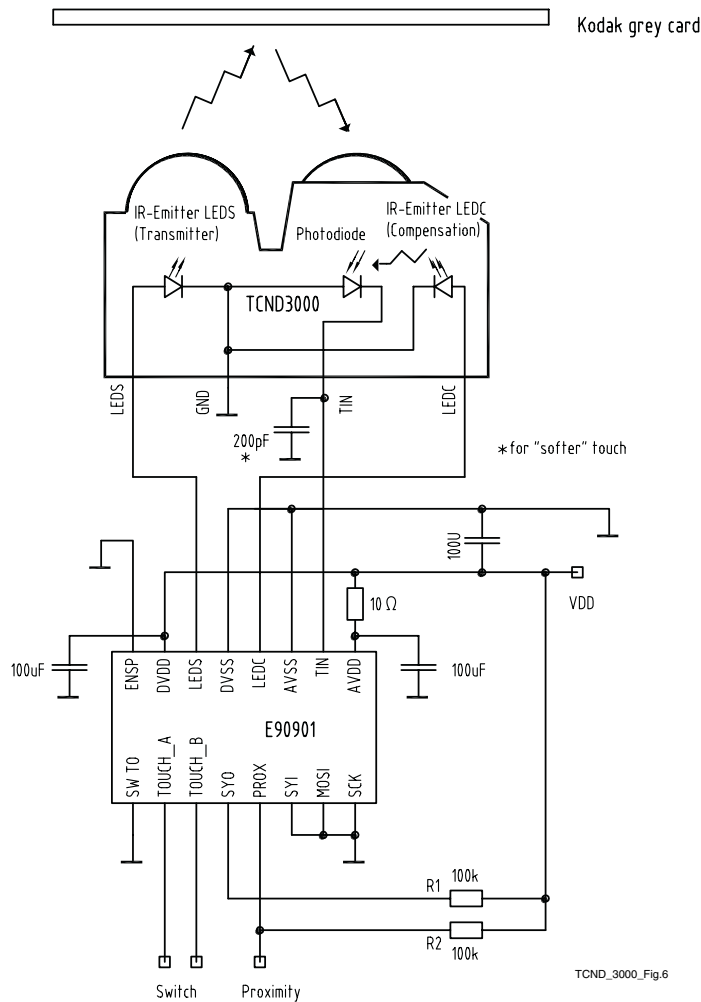 Kodak grey card
IR-Emitter LEDS
(Transmitter)
Photodiode
IR-Emitter LEDC
(Compensation)
TCND3000
LEDS
GND
TIN
LEDC
200pF
*
*for "softer" touch
100U
VDD
10 Ω
100uF
100uF
ENSP
DVDD
LEDS
DVSS
LEDC
AVSS
TIN
AVDD
E90901
SWTO
TOUCH_A
TOUCH_B
SYO
PROX
SYI
MOSI
SCK
R1
100k
R2
100k
Switch
Proximity
TCND_3000_Fig.6